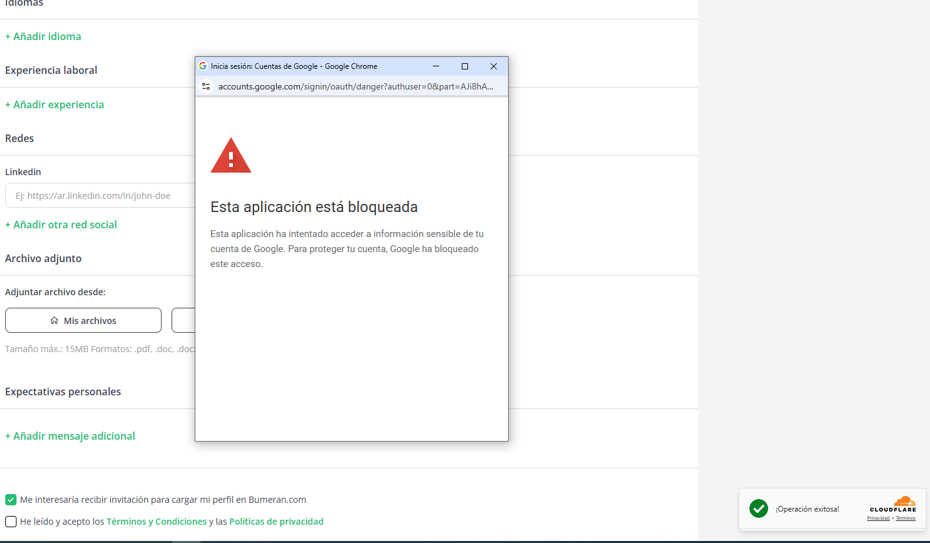 Idiomas
+ Añadir idioma
Experiencia laboral
+ Añadir experiencia
Redes
Linkedin
Ej: https://ar.linkedin.com/in/john-doe
+ Añadir otra red social
Archivo adjunto
Adjuntar archivo desde:
Mis archivos
Tamaño máx.: 15MB Formatos: .pdf, .doc, .doc
Expectativas personales
+ Añadir mensaje adicional
Me interesaría recibir invitación para cargar mi perfil en Bumeran.com
He leído y acepto los Términos y Condiciones y las Políticas de privacidad
Inicia sesión: Cuentas de Google - Google Chrome
accounts.google.com/signin/oauth/danger?authuser=0&part=AJi8hA...
Esta aplicación está bloqueada
Esta aplicación ha intentado acceder a información sensible de tu
cuenta de Google. Para proteger tu cuenta, Google ha bloqueado
este acceso.
¡Operación exitosa!
CLOUDFLARE
Privacidad • Términos